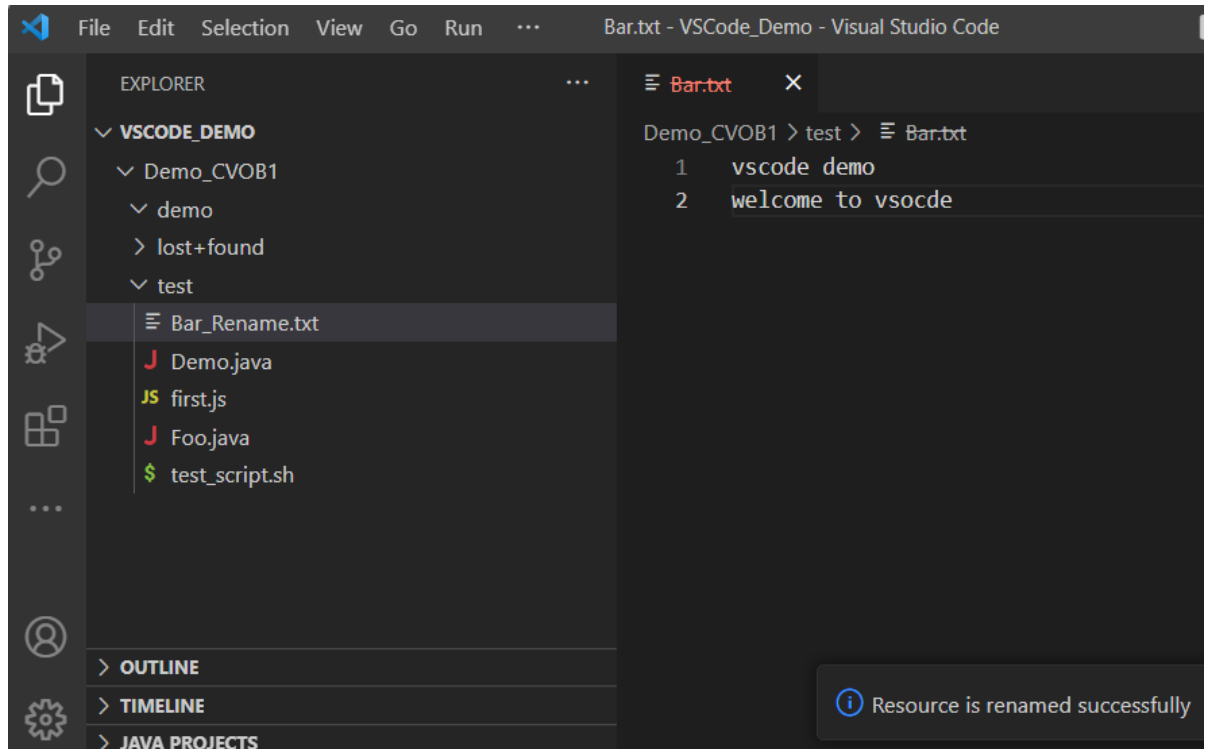 File Edit Selection View Go Run ··· Bar.txt - VSCode_Demo - Visual Studio Code
EXPLORER ···
VSCODE_DEMO
Demo_CVOB1
demo
lost+found
test
Bar_Rename.txt
J Demo.java
JS first.js
J Foo.java
$ test_script.sh
OUTLINE
TIMELINE
JAVA PROJECTS
Bar.txt
Demo_CVOB1 > test > Bar.txt
1 vscode demo
2 welcome to vsocde
Resource is renamed successfully